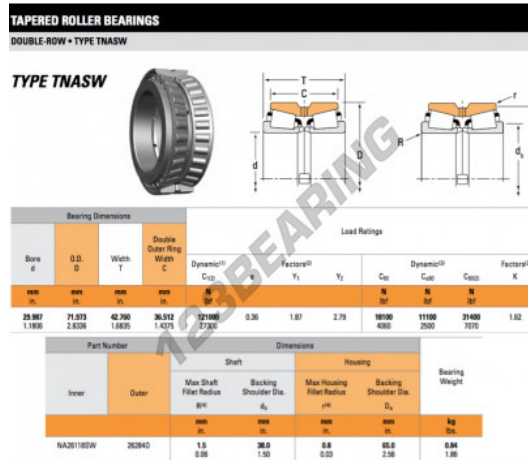 TAPERED ROLLER BEARINGS
DOUBLE-ROW • TYPE TNASW
TYPE TNASW
T
C
r
R
d
D
ds
123BEARING
Bearing Dimensions
Load Ratings
Bore d
O.D. D
Width T
Double Outer Ring Width C
Dynamic(1) C1(2)
e
Factors(2)
Y1
Y2
Dynamic(3)
C90
Ca90
C90(2)
Factors(2) K
mm mm mm mm N N N N
in. in. in. in. lbf lbf lbf lbf
29.987 71.973 42.760 36.512 121000 0.36 1.87 2.79 18100 11100 31400 1.62
1.1806 2.8336 1.6835 1.4375 27300 4060 2500 7070
Part Number
Dimensions
Bearing Weight
Inner
Outer
Shaft
Housing
Max Shaft Fillet Radius R(4)
Backing Shoulder Dia. ds
Max Housing Fillet Radius r(4)
Backing Shoulder Dia. Ds
mm mm mm mm kg
in. in. in. in. lbs.
NA26118SW 26284D 1.5 38.0 0.8 65.0 0.84
0.06 1.50 0.03 2.56 1.86